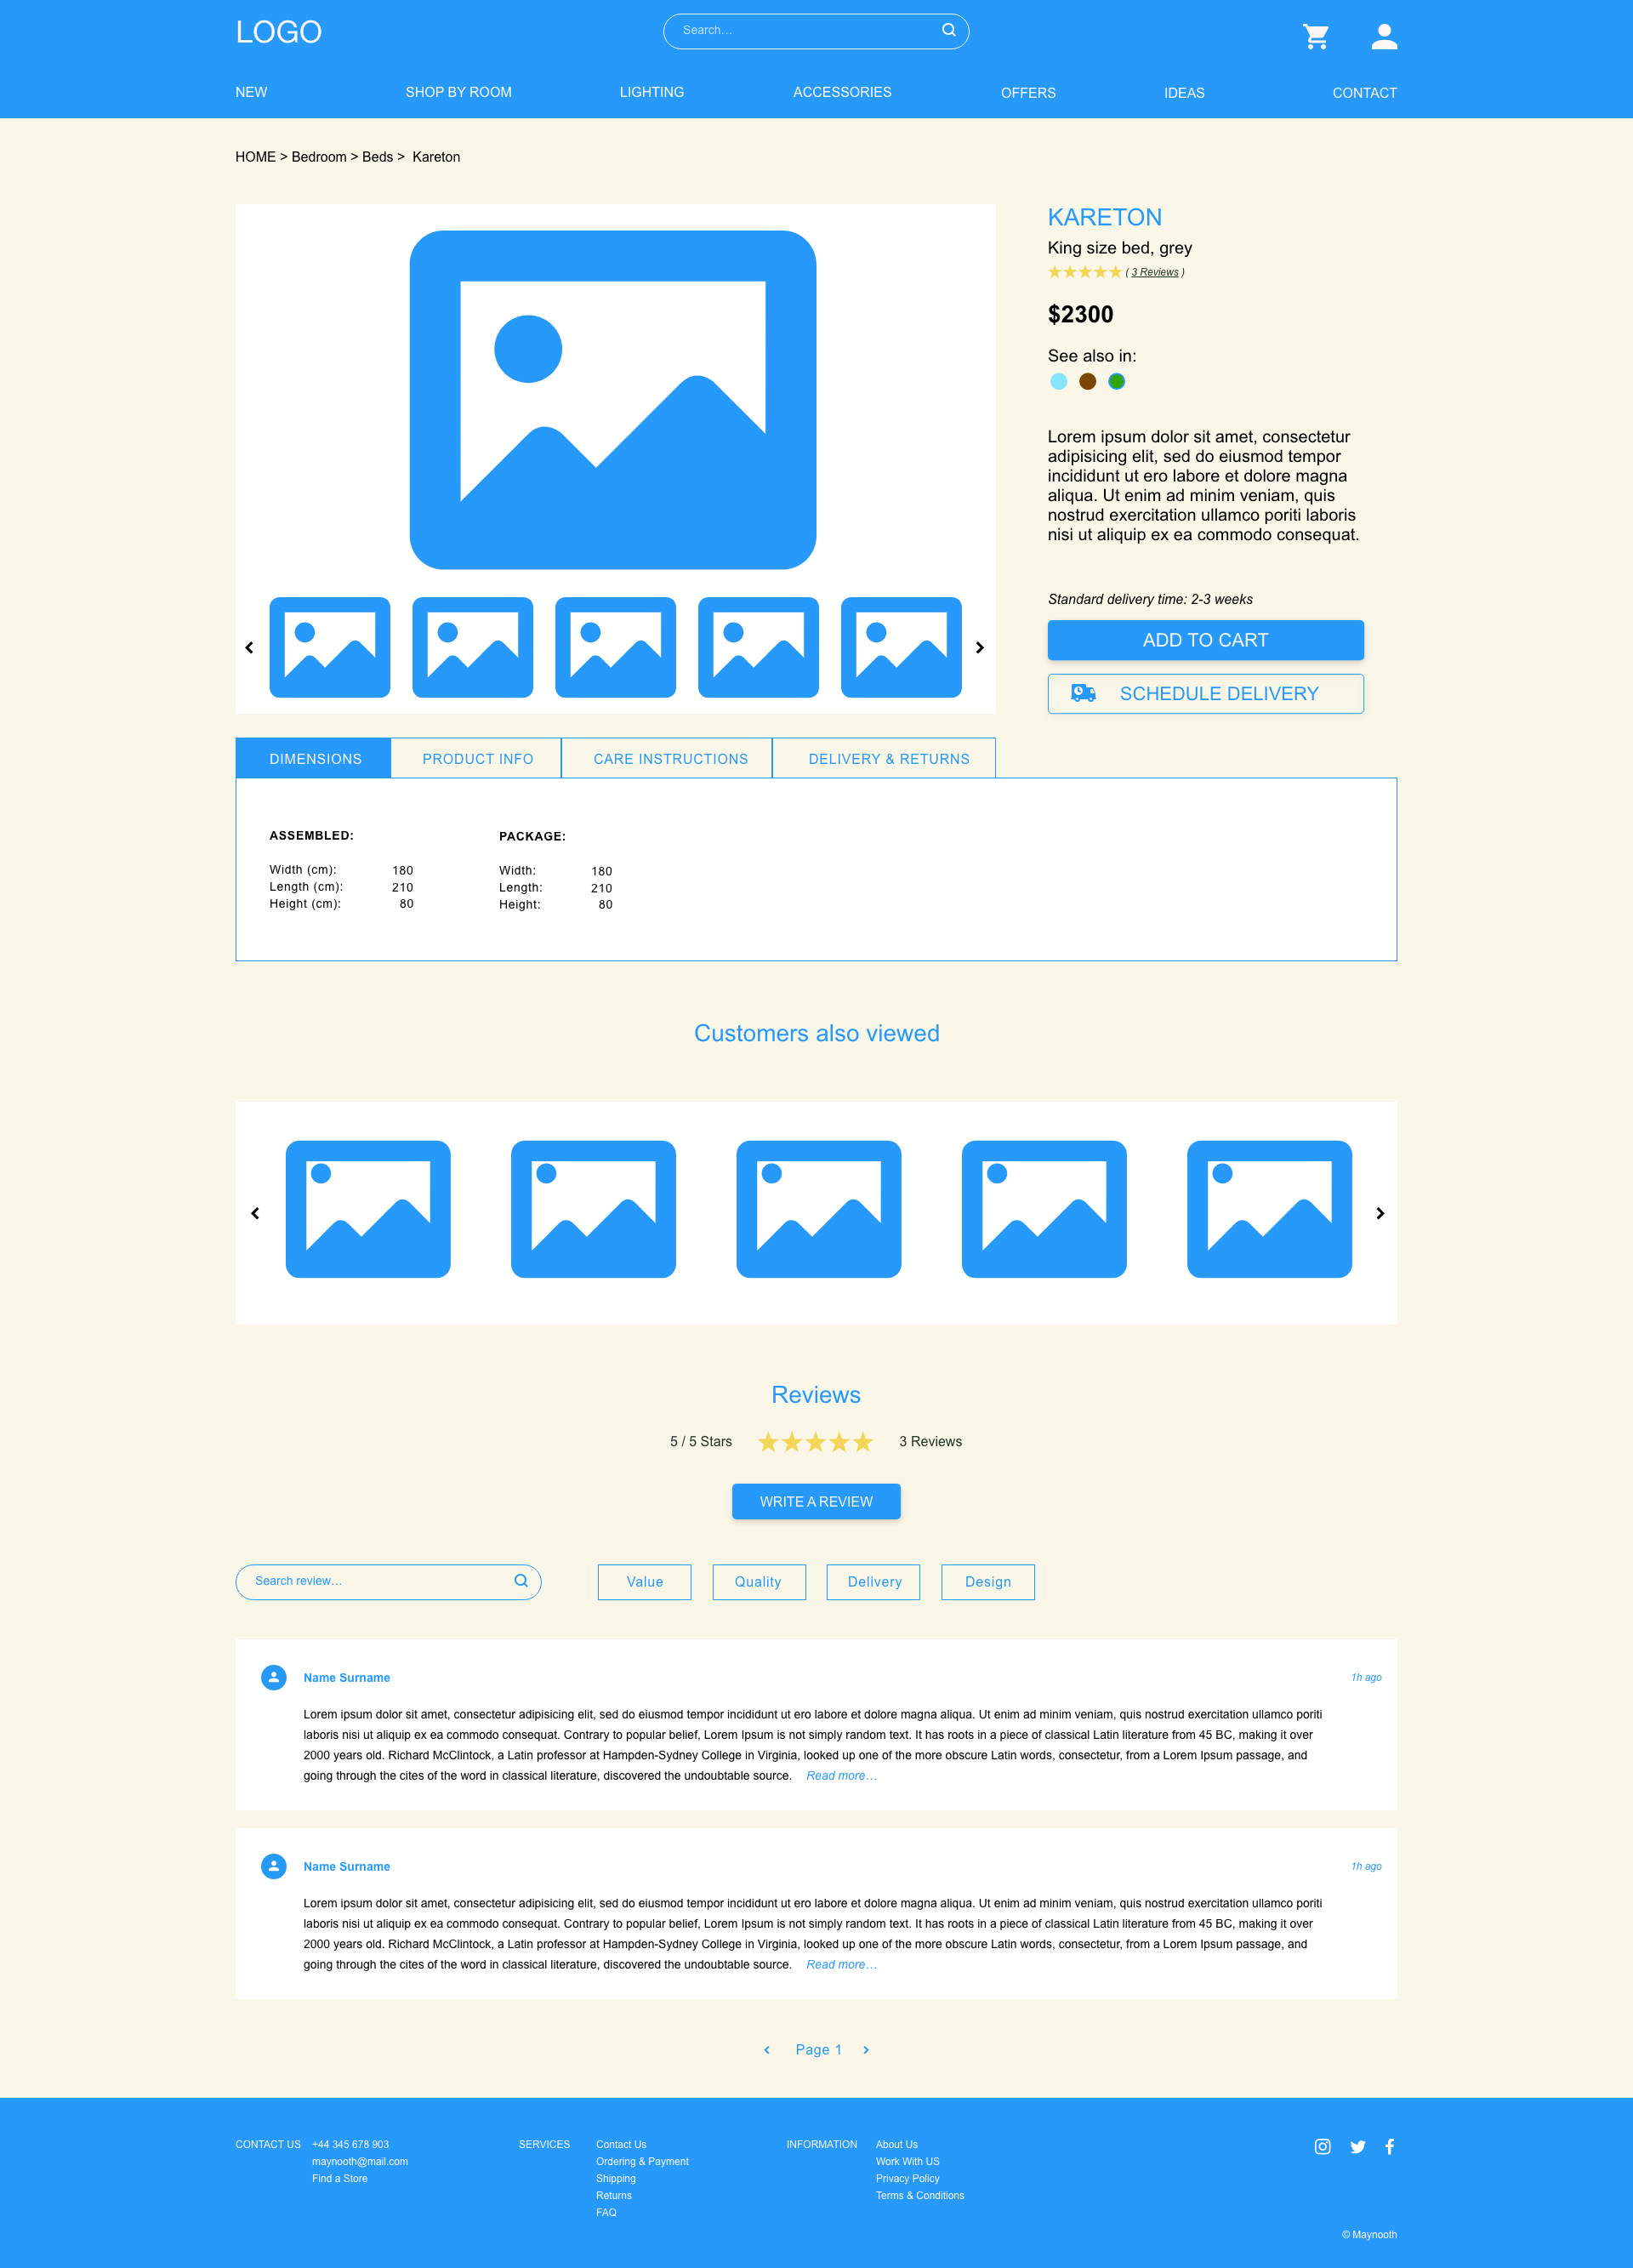 LOGO
Search...
NEW
SHOP BY ROOM
LIGHTING
ACCESSORIES
OFFERS
IDEAS
CONTACT
HOME > Bedroom > Beds > Kareton
KARETON
King size bed, grey
( 3 Reviews )
$2300
See also in:
Lorem ipsum dolor sit amet, consectetur
adipisicing elit, sed do eiusmod tempor
incididunt ut ero labore et dolore magna
aliqua. Ut enim ad minim veniam, quis
nostrud exercitation ullamco poriti laboris
nisi ut aliquip ex ea commodo consequat.
Standard delivery time: 2-3 weeks
ADD TO CART
SCHEDULE DELIVERY
DIMENSIONS
PRODUCT INFO
CARE INSTRUCTIONS
DELIVERY & RETURNS
ASSEMBLED:
Width (cm): 180
Length (cm): 210
Height (cm): 80
PACKAGE:
Width: 180
Length: 210
Height: 80
Customers also viewed
Reviews
5 / 5 Stars
3 Reviews
WRITE A REVIEW
Search review...
Value
Quality
Delivery
Design
Name Surname
1h ago
Lorem ipsum dolor sit amet, consectetur adipisicing elit, sed do eiusmod tempor incididunt ut ero labore et dolore magna aliqua. Ut enim ad minim veniam, quis nostrud exercitation ullamco poriti
laboris nisi ut aliquip ex ea commodo consequat. Contrary to popular belief, Lorem Ipsum is not simply random text. It has roots in a piece of classical Latin literature from 45 BC, making it over
2000 years old. Richard McClintock, a Latin professor at Hampden-Sydney College in Virginia, looked up one of the more obscure Latin words, consectetur, from a Lorem Ipsum passage, and
going through the cites of the word in classical literature, discovered the undoubtable source. Read more...
Name Surname
1h ago
Lorem ipsum dolor sit amet, consectetur adipisicing elit, sed do eiusmod tempor incididunt ut ero labore et dolore magna aliqua. Ut enim ad minim veniam, quis nostrud exercitation ullamco poriti
laboris nisi ut aliquip ex ea commodo consequat. Contrary to popular belief, Lorem Ipsum is not simply random text. It has roots in a piece of classical Latin literature from 45 BC, making it over
2000 years old. Richard McClintock, a Latin professor at Hampden-Sydney College in Virginia, looked up one of the more obscure Latin words, consectetur, from a Lorem Ipsum passage, and
going through the cites of the word in classical literature, discovered the undoubtable source. Read more...
Page 1
CONTACT US
+44 345 678 903
maynooth@mail.com
Find a Store
SERVICES
Contact Us
Ordering & Payment
Shipping
Returns
FAQ
INFORMATION
About Us
Work With US
Privacy Policy
Terms & Conditions
© Maynooth